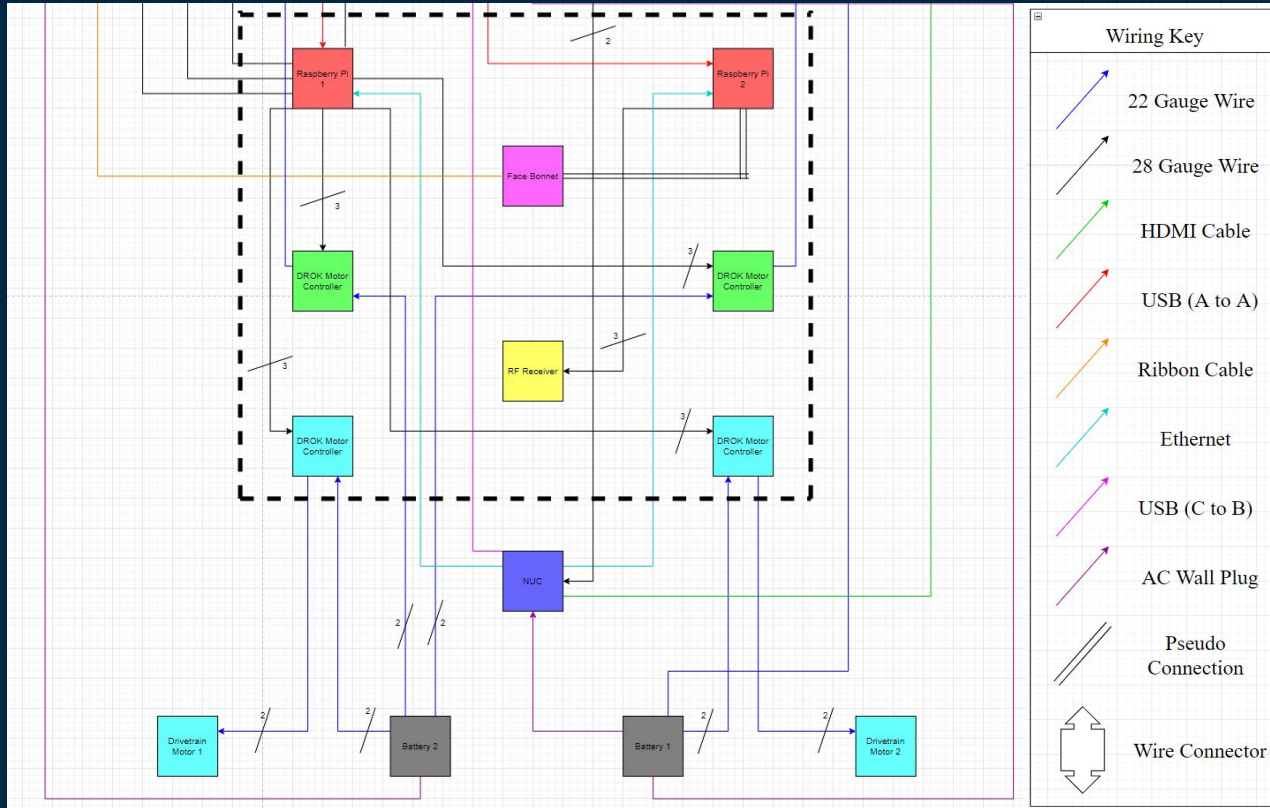 Wiring Key
22 Gauge Wire
28 Gauge Wire
HDMI Cable
USB (A to A)
Ribbon Cable
Ethernet
USB (C to B)
AC Wall Plug
Pseudo
Connection
Wire Connector
2
Raspberry Pi
1
Raspberry Pi
2
Face Bonnet
3
DROK Motor
Controller
3
DROK Motor
Controller
3
RF Receiver
3
DROK Motor
Controller
3
DROK Motor
Controller
NUC
2
2
2
Drivetrain
Motor 1
2
Battery 2
Battery 1
2
2
Drivetrain
Motor 2